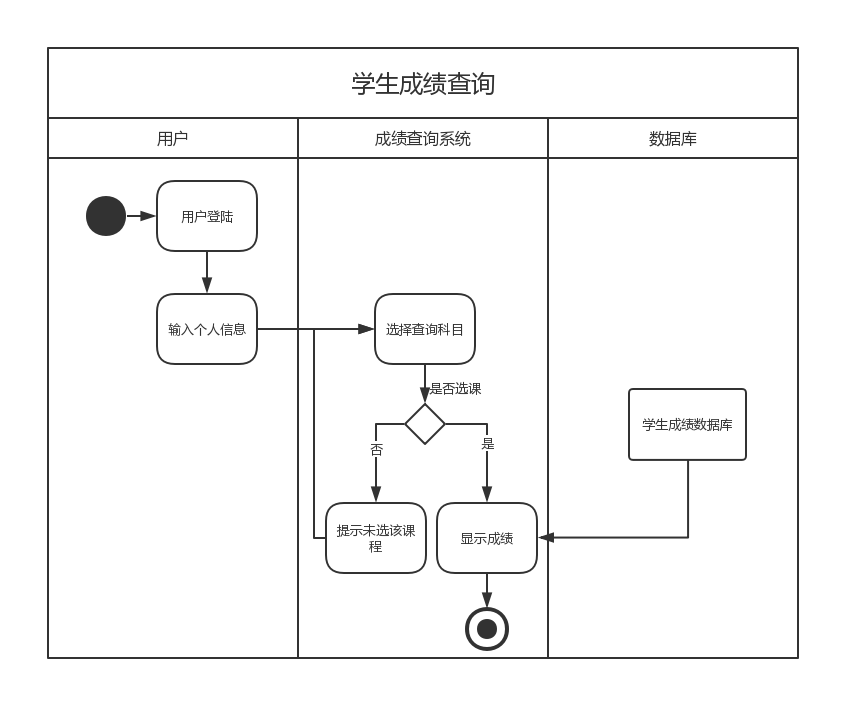 学生成绩查询
用户
成绩查询系统
数据库
用户登陆
输入个人信息
选择查询科目
是否选课
学生成绩数据库
否
是
提示未选该课
程
显示成绩